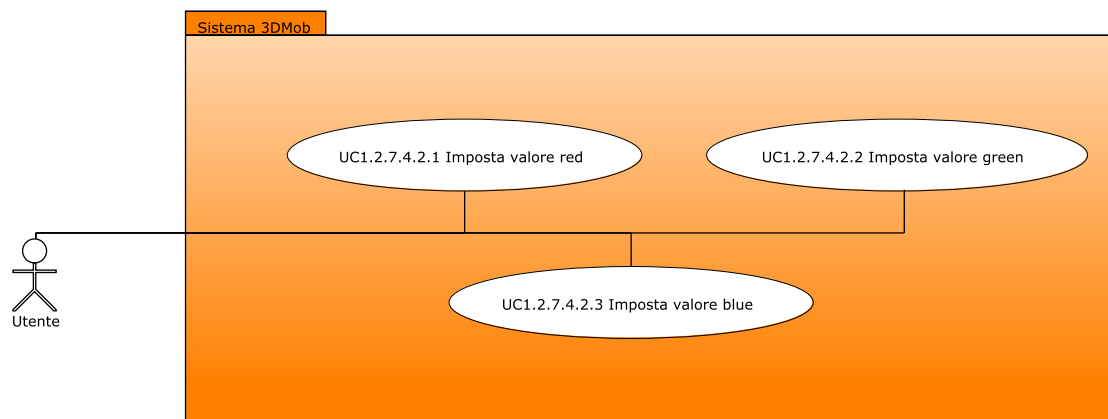 Sistema 3DMob
UC1.2.7.4.2.1 Imposta valore red
UC1.2.7.4.2.2 Imposta valore green
UC1.2.7.4.2.3 Imposta valore blue
Utente